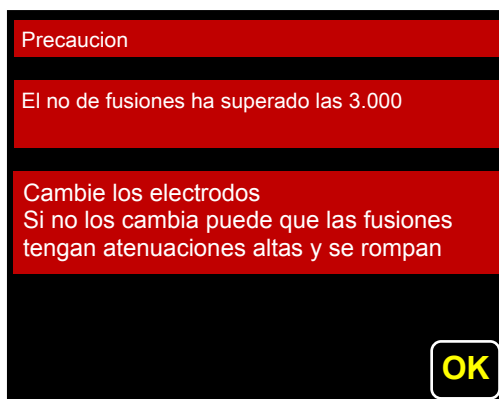 Precaucion
El no de fusiones ha superado las 3.000
Cambie los electrodos
Si no los cambia puede que las fusiones
tengan atenuaciones altas y se rompan
OK